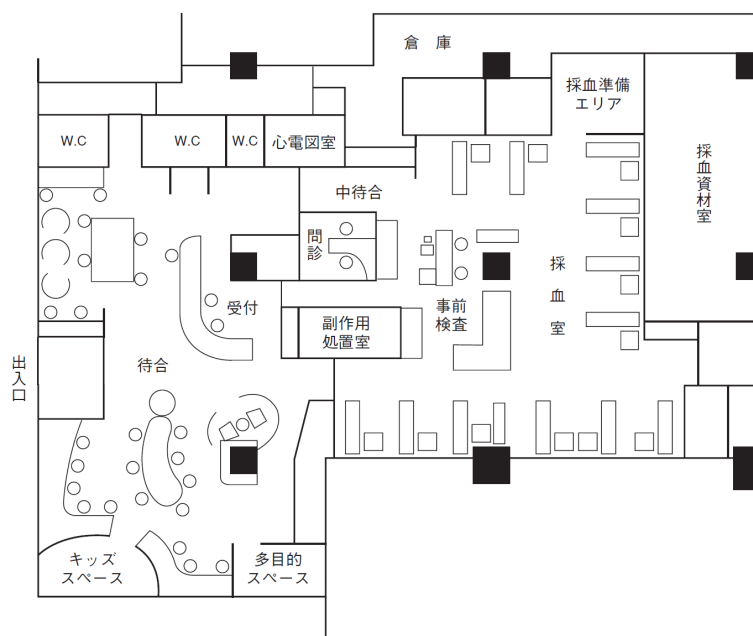 倉 庫
採血準備
エリア
W.C
W.C
W.C
心電図室
採血資材室
中待合
問診
採血室
受付
事前
検査
副作用
処置室
出入口
待合
キッズ
スペース
多目的
スペース